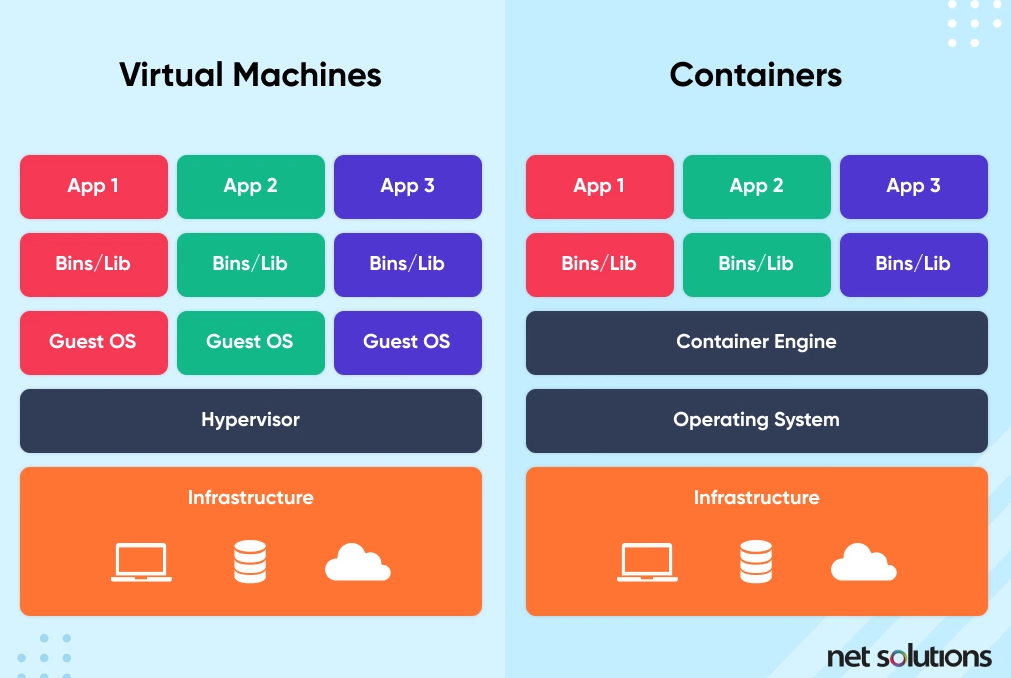 Virtual Machines
App 1
App 2
App 3
Bins/Lib
Bins/Lib
Bins/Lib
Guest OS
Guest OS
Guest OS
Hypervisor
Infrastructure
Containers
App 1
App 2
App 3
Bins/Lib
Bins/Lib
Bins/Lib
Container Engine
Operating System
Infrastructure
net solutions